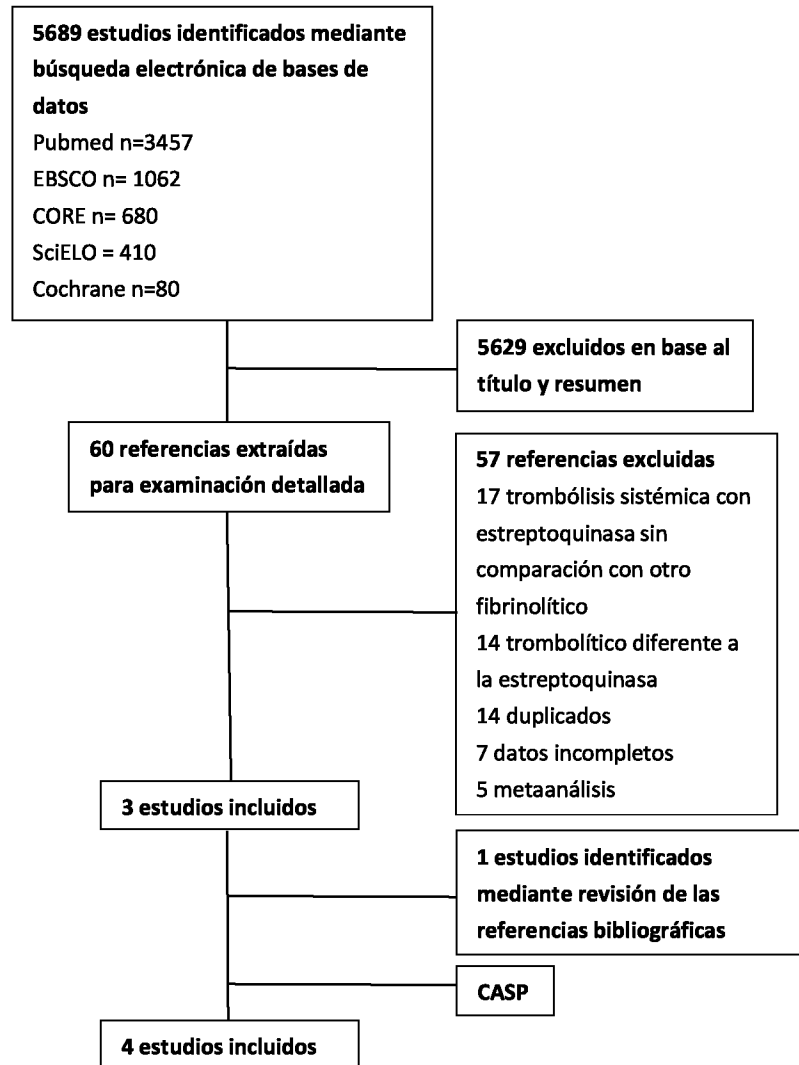 5689 estudios identificados mediante
búsqueda electrónica de bases de
datos
Pubmed n=3457
EBSCO n= 1062
CORE n= 680
SciELO = 410
Cochrane n=80
5629 excluidos en base al
título y resumen
60 referencias extraídas
para examinación detallada
57 referencias excluidas
17 trombólisis sistémica con
estreptoquinasa sin
comparación con otro
fibrinolítico
14 trombolítico diferente a
la estreptoquinasa
14 duplicados
7 datos incompletos
5 metaanálisis
3 estudios incluidos
1 estudios identificados
mediante revisión de las
referencias bibliográficas
CASP
4 estudios incluidos